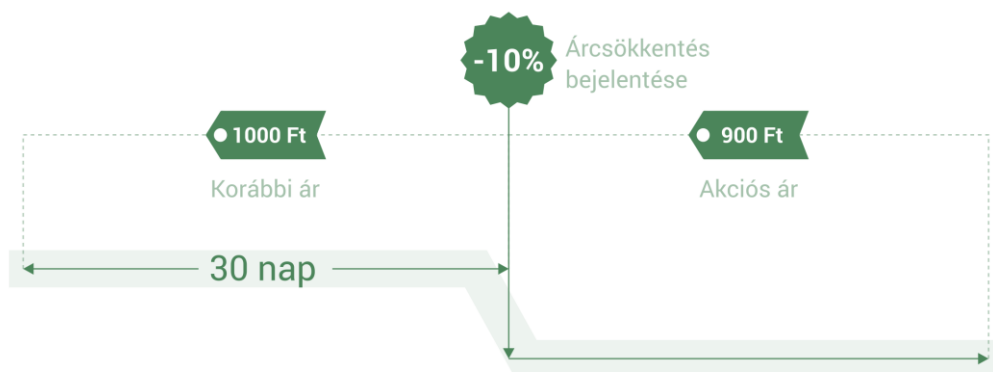 -10%
Árcsökkentés
bejelentése
1000 Ft
900 Ft
Korábbi ár
Akciós ár
30 nap